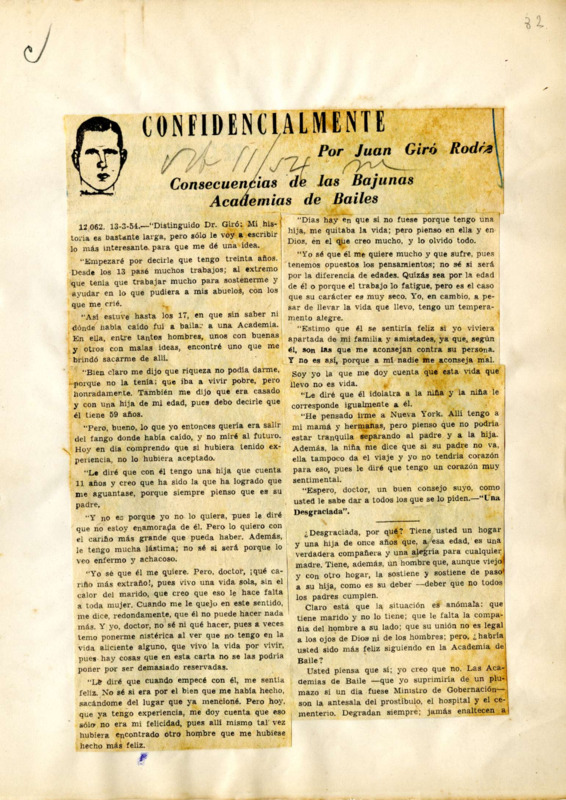 82
CONFIDENCIALMENTE
Por Juan Giró Rodés
Oct 11/54
Consecuencias de las Bajunas
Academias de Bailes
12,062. 13-3-54.—"Distinguido Dr. Giró: Mi his-
toria es bastante larga, pero sólo le voy a escribir
lo más interesante, para que me dé una idea.
"Empezaré por decirle que tengo treinta años.
Desde los 13 pasé muchos trabajos; al extremo
que tenía que trabajar mucho para sostenerme y
ayudar en lo que pudiera a mis abuelos, con los
que me crié.
"Así estuve hasta los 17, en que sin saber ni
dónde había caído fui a bailar a una Academia.
En ella, entre tantos hombres, unos con buenas
y otros con malas ideas, encontré uno que me
brindó sacarme de allí.
"Bien claro me dijo que riqueza no podía darme,
porque no la tenía; que iba a vivir pobre, pero
honradamente. También me dijo que era casado
y con una hija de mi edad, pues debo decirle que
él tiene 59 años.
"Pero, bueno, lo que yo entonces quería era salir
del fango donde había caído, y no miré al futuro.
Hoy en día comprendo que si hubiera tenido ex-
periencia, no lo hubiera aceptado.
"Le diré que con él tengo una hija que cuenta
11 años y creo que ha sido la que ha logrado que
me aguantase, porque siempre pienso que es su
padre.
"Y no es porque yo no lo quiera, pues le diré
que no estoy enamorada de él. Pero lo quiero con
el cariño más grande que pueda haber. Además,
le tengo mucha lástima; no sé si será porque lo
veo enfermo y achacoso.
"Yo sé que él me quiere. Pero, doctor, ¡qué ca-
riño más extraño!, pues vivo una vida sola, sin el
calor del marido, que creo que eso le hace falta
a toda mujer. Cuando me le quejo en este sentido,
me dice, redondamente, que él no puede hacer nada
más. Y yo, doctor, no sé ni qué hacer, pues a veces
temo ponerme histérica al ver que no tengo en la
vida aliciente alguno, que vivo la vida por vivir,
pues hay cosas que en esta carta no se las podría
poner por ser demasiado reservadas.
"Le diré que cuando empecé con él, me sentía
feliz. No sé si era por el bien que me había hecho,
sacándome del lugar que ya mencioné. Pero hoy,
que ya tengo experiencia, me doy cuenta que eso
sólo no era mi felicidad, pues allí mismo tal vez
hubiera encontrado otro hombre que me hubiese
hecho más feliz.
"Días hay en que si no fuese porque tengo una
hija, me quitaba la vida; pero pienso en ella y en
Dios, en el que creo mucho, y lo olvido todo.
"Yo sé que él me quiere mucho y que sufre, pues
tenemos opuestos los pensamientos; no sé si será
por la diferencia de edades. Quizás sea por la edad
de él o porque el trabajo lo fatigue, pero es el caso
que su carácter es muy seco. Yo, en cambio, a pe-
sar de llevar la vida que llevo, tengo un tempera-
mento alegre.
"Estimo que él se sentiría feliz si yo viviera
apartada de mi familia y amistades, ya que, según
él, son las que me aconsejan contra su persona.
Y no es así, porque a mí nadie me aconseja mal.
Soy yo la que me doy cuenta que esta vida que
llevo no es vida.
"Le diré que él idolatra a la niña y la niña le
corresponde igualmente a él.
"He pensado irme a Nueva York. Allí tengo a
mi mamá y hermanas, pero pienso que no podría
estar tranquila separando al padre y a la hija.
Además, la niña me dice que si su padre no va,
ella tampoco da el viaje y yo no tendría corazón
para eso, pues le diré que tengo un corazón muy
sentimental.
"Espero, doctor, un buen consejo suyo, como
usted le sabe dar a todos los que se lo piden.—"Una
Desgraciada".
¿Desgraciada, por qué? Tiene usted un hogar
y una hija de once años que, a esa edad, es una
verdadera compañera y una alegría para cualquier
madre. Tiene, además, un hombre que, aunque viejo
y con otro hogar, la sostiene y sostiene de paso
a su hija, como es su deber —deber que no todos
los padres cumplen.
Claro está que la situación es anómala: que
tiene marido y no lo tiene; que le falta la compa-
ñía del hombre a su lado; que su unión no es legal
a los ojos de Dios ni de los hombres; pero, ¿habría
usted sido más feliz siguiendo en la Academia de
Baile?
Usted piensa que sí; yo creo que no. Las Aca-
demias de Baile —que yo suprimiría de un plu-
mazo si un día fuese Ministro de Gobernación—
son la antesala del prostíbulo, el hospital y el ce-
menterio. Degradan siempre; jamás enaltecen a